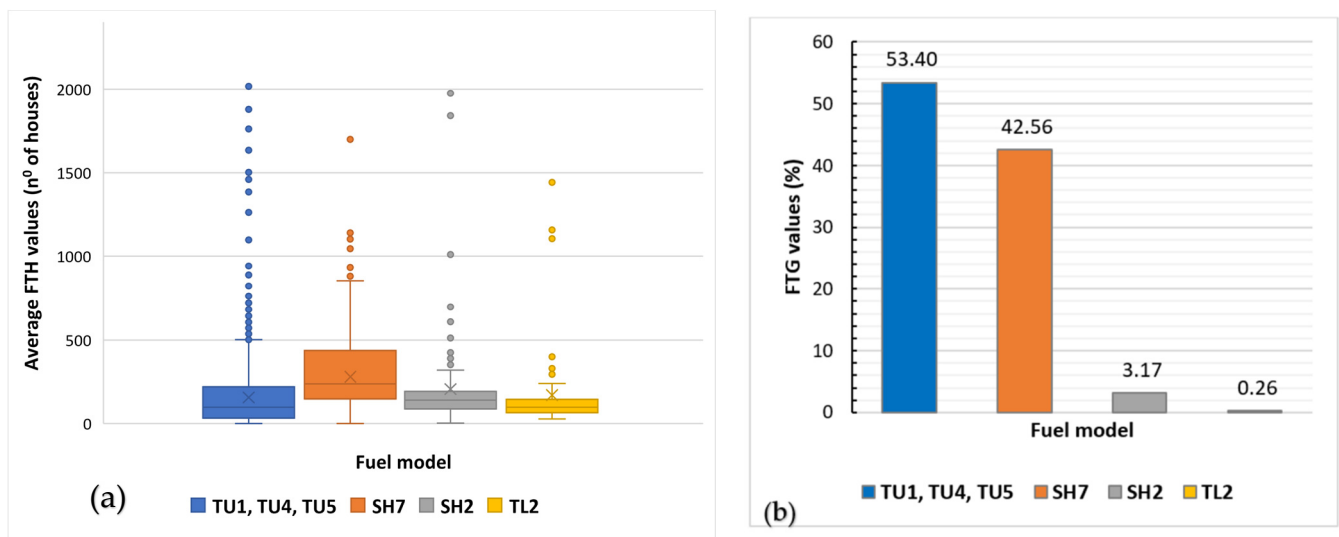 2000
1500
1000
500
0
Average FTH values (n⁰ of houses)
Fuel model
(a)
TU1, TU4, TU5 SH7 SH2 TL2
60
50
40
30
20
10
0
FTG values (%)
53.40
42.56
3.17
0.26
Fuel model
TU1, TU4, TU5 SH7 SH2 TL2
(b)